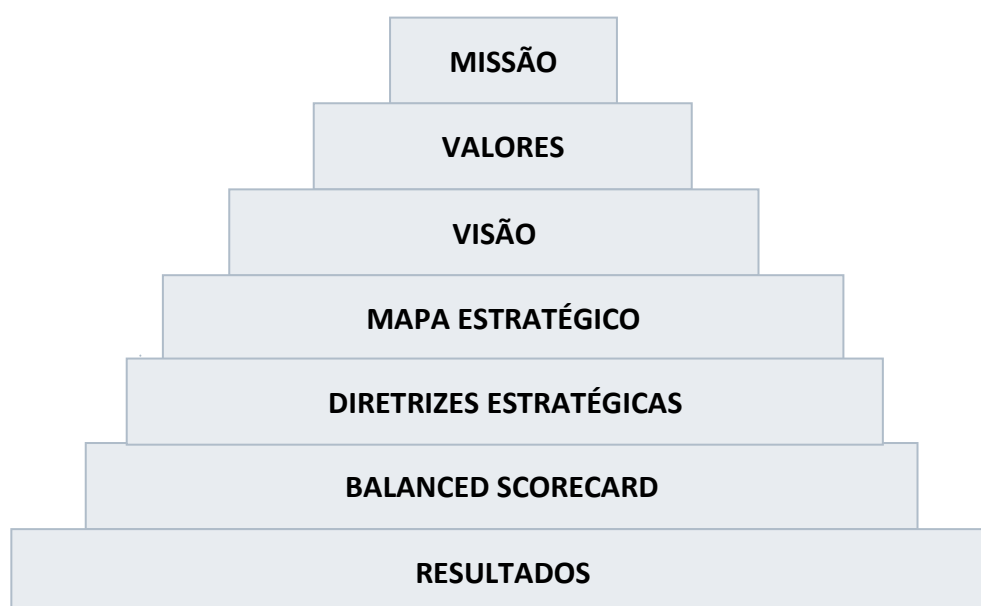 MISSÃO
VALORES
VISÃO
MAPA ESTRATÉGICO
DIRETRIZES ESTRATÉGICAS
BALANCED SCORECARD
RESULTADOS